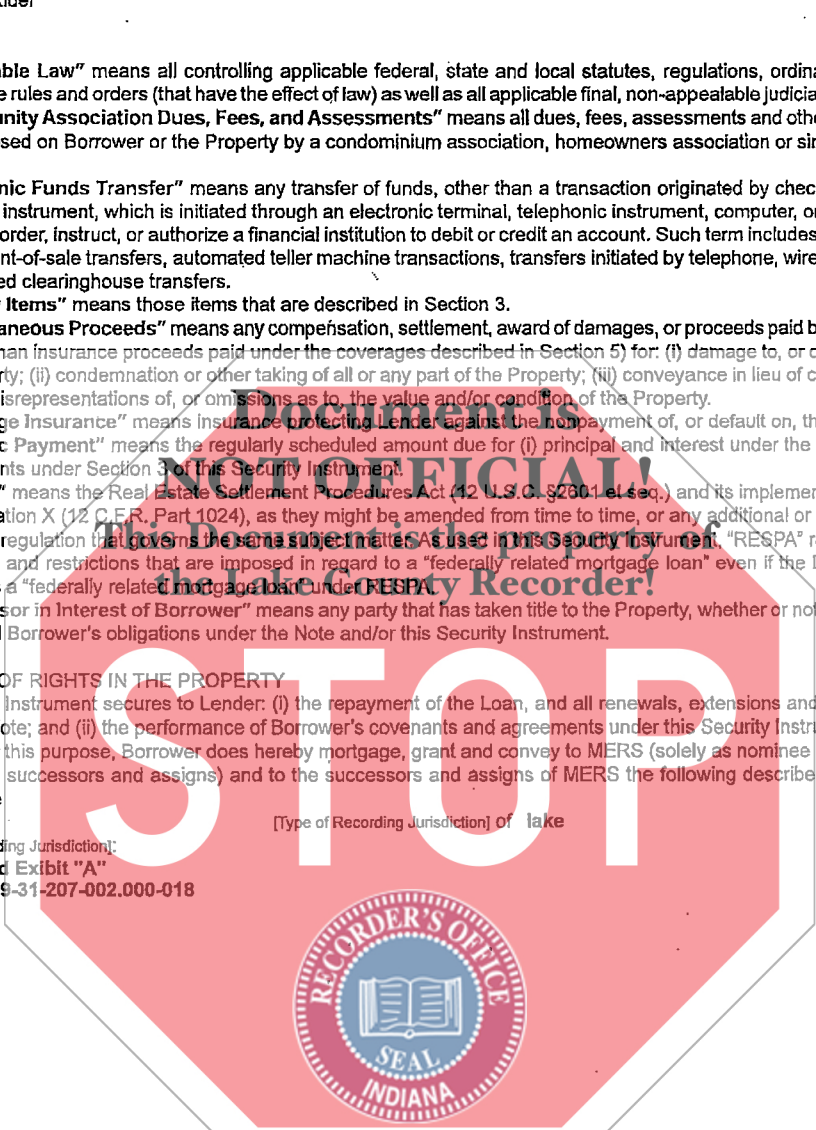 ble Law" means all controlling applicable federal, state and local statutes, regulations, ordina
e rules and orders (that have the effect of law) as well as all applicable final, non-appealable judicia
unity Association Dues, Fees, and Assessments" means all dues, fees, assessments and othe
sed on Borrower or the Property by a condominium association, homeowners association or sin
nic Funds Transfer" means any transfer of funds, other than a transaction originated by chec
instrument, which is initiated through an electronic terminal, telephonic instrument, computer, o
order, instruct, or authorize a financial institution to debit or credit an account. Such term includes
nt-of-sale transfers, automated teller machine transactions, transfers initiated by telephone, wire
ed clearinghouse transfers.
Items" means those items that are described in Section 3.
aneous Proceeds" means any compensation, settlement, award of damages, or proceeds paid b
han insurance proceeds paid under the coverages described in Section 5) for: (i) damage to, or d
rty; (ii) condemnation or other taking of all or any part of the Property; (iii) conveyance in lieu of c
isrepresentations of, or omissions as to, the value and/or condition of the Property.
Document is
ge Insurance" means insurance protecting Lender against the nonpayment of, or default on, th
c Payment" means the regularly scheduled amount due for (i) principal and interest under the
nts under Section 3 of this Security Instrument.
NOT OFFICIAL!
" means the Real Estate Settlement Procedures Act (12 U.S.C. §2601 et seq.) and its implemen
ation X (12 C.F.R. Part 1024), as they might be amended from time to time, or any additional or
This Document is the property of
regulation that governs the same subject matter. As used in this Security Instrument, "RESPA" r
and restrictions that are imposed in regard to a "federally related mortgage loan" even if the
the Lake County Recorder!
a "federally related mortgage loan" under RESPA.
sor in Interest of Borrower" means any party that has taken title to the Property, whether or not
Borrower's obligations under the Note and/or this Security Instrument.
OF RIGHTS IN THE PROPERTY
Instrument secures to Lender: (i) the repayment of the Loan, and all renewals, extensions and
ote; and (ii) the performance of Borrower's covenants and agreements under this Security Instru
this purpose, Borrower does hereby mortgage, grant and convey to MERS (solely as nominee
successors and assigns) and to the successors and assigns of MERS the following describe
STOP
[Type of Recording Jurisdiction] of lake
ding Jurisdiction]:
d Exibit "A"
9-31-207-002.000-018
RECORDER'S OFFICE
SEAL
INDIANA